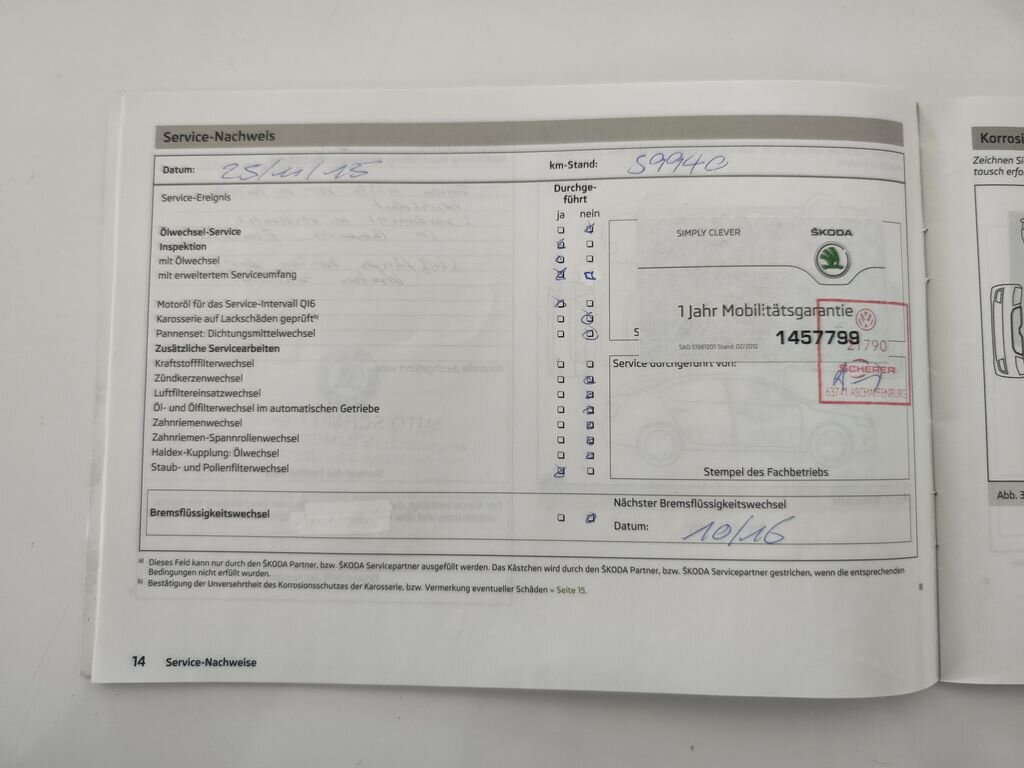 Service-Nachweis
Datum: 25/11/15
km-Stand: 59940
Service-Ereignis
Durchge-
führt
ja nein
Ölwechsel-Service
Inspektion
mit Ölwechsel
mit erweitertem Serviceumfang
Motoröl für das Service-Intervall QI6
Karosserie auf Lackschäden geprüft b)
Pannenset: Dichtungsmittelwechsel
Zusätzliche Servicearbeiten
Kraftstofffilterwechsel
Zündkerzenwechsel
Luftfiltereinsatzwechsel
Öl- und Ölfilterwechsel im automatischen Getriebe
Zahnriemenwechsel
Zahnriemen-Spannrollenwechsel
Haldex-Kupplung: Ölwechsel
Staub- und Pollenfilterwechsel
SIMPLY CLEVER
ŠKODA
1 Jahr Mobilitätsgarantie
1457799
SAD 51961201 Stand: 02/2012
21790
SCHERER
63741 ASCHAFFENBURG
S
Service durchgeführt von:
Stempel des Fachbetriebs
Bremsflüssigkeitswechsel
Nächster Bremsflüssigkeitswechsel
Datum: 10/16
a) Dieses Feld kann nur durch den ŠKODA Partner, bzw. ŠKODA Servicepartner ausgefüllt werden. Das Kästchen wird durch den ŠKODA Partner, bzw. ŠKODA Servicepartner gestrichen, wenn die entsprechenden
Bedingungen nicht erfüllt wurden.
b) Bestätigung der Unversehrtheit des Korrosionsschutzes der Karosserie, bzw. Vermerkung eventueller Schäden » Seite 15.
14 Service-Nachweise
Korrosi
Zeichnen Si
tausch erfo
Abb. 3